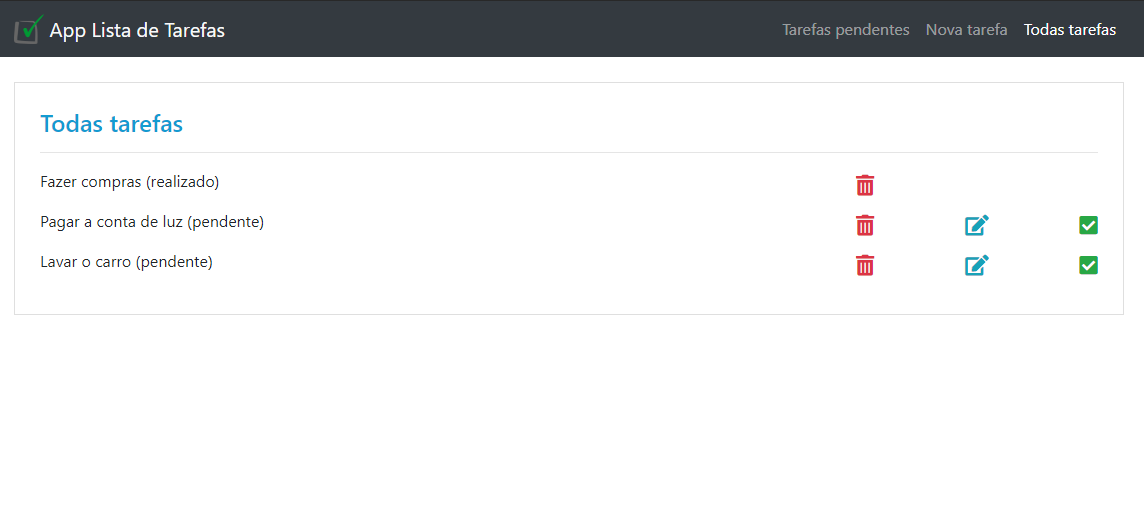 App Lista de Tarefas
Tarefas pendentes Nova tarefa Todas tarefas
Todas tarefas
Fazer compras (realizado)
Pagar a conta de luz (pendente)
Lavar o carro (pendente)